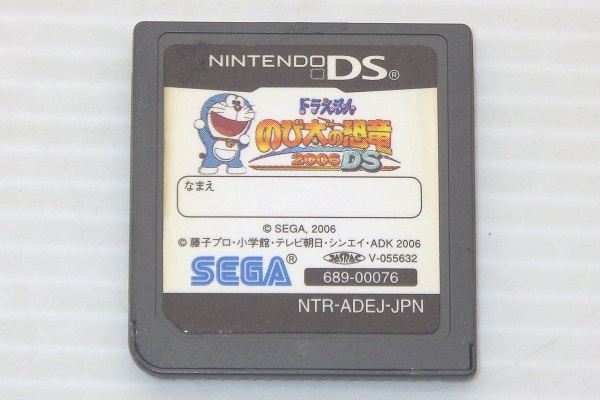 NINTENDO DS®
ドラえもん
のび太の恐竜
2006 DS
なまえ
© SEGA, 2006
© 藤子プロ・小学館・テレビ朝日・シンエイ・ADK 2006
SEGA® JASRAC V-055632
689-00076
NTR-ADEJ-JPN